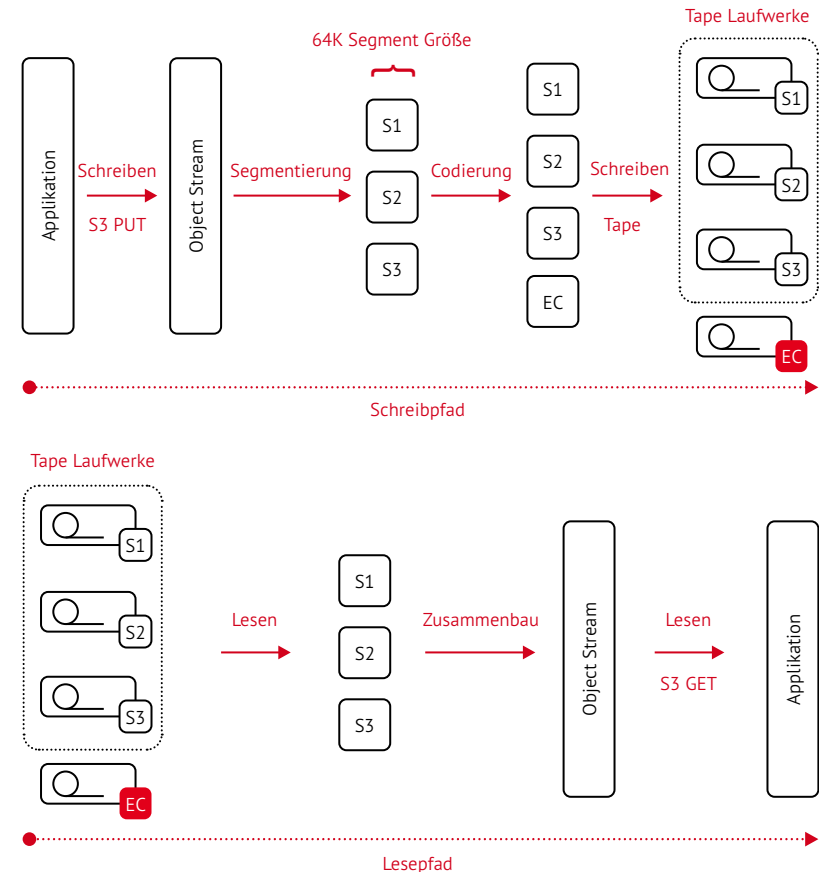 Tape Laufwerke
64K Segment Größe
Applikation
Schreiben
S3 PUT
Object Stream
Segmentierung
S1
S2
S3
Codierung
S1
S2
S3
EC
Schreiben
Tape
S1
S2
S3
EC
Schreibpfad
Tape Laufwerke
S1
S2
S3
EC
Lesen
S1
S2
S3
Zusammenbau
Object Stream
Lesen
S3 GET
Applikation
Lesepfad